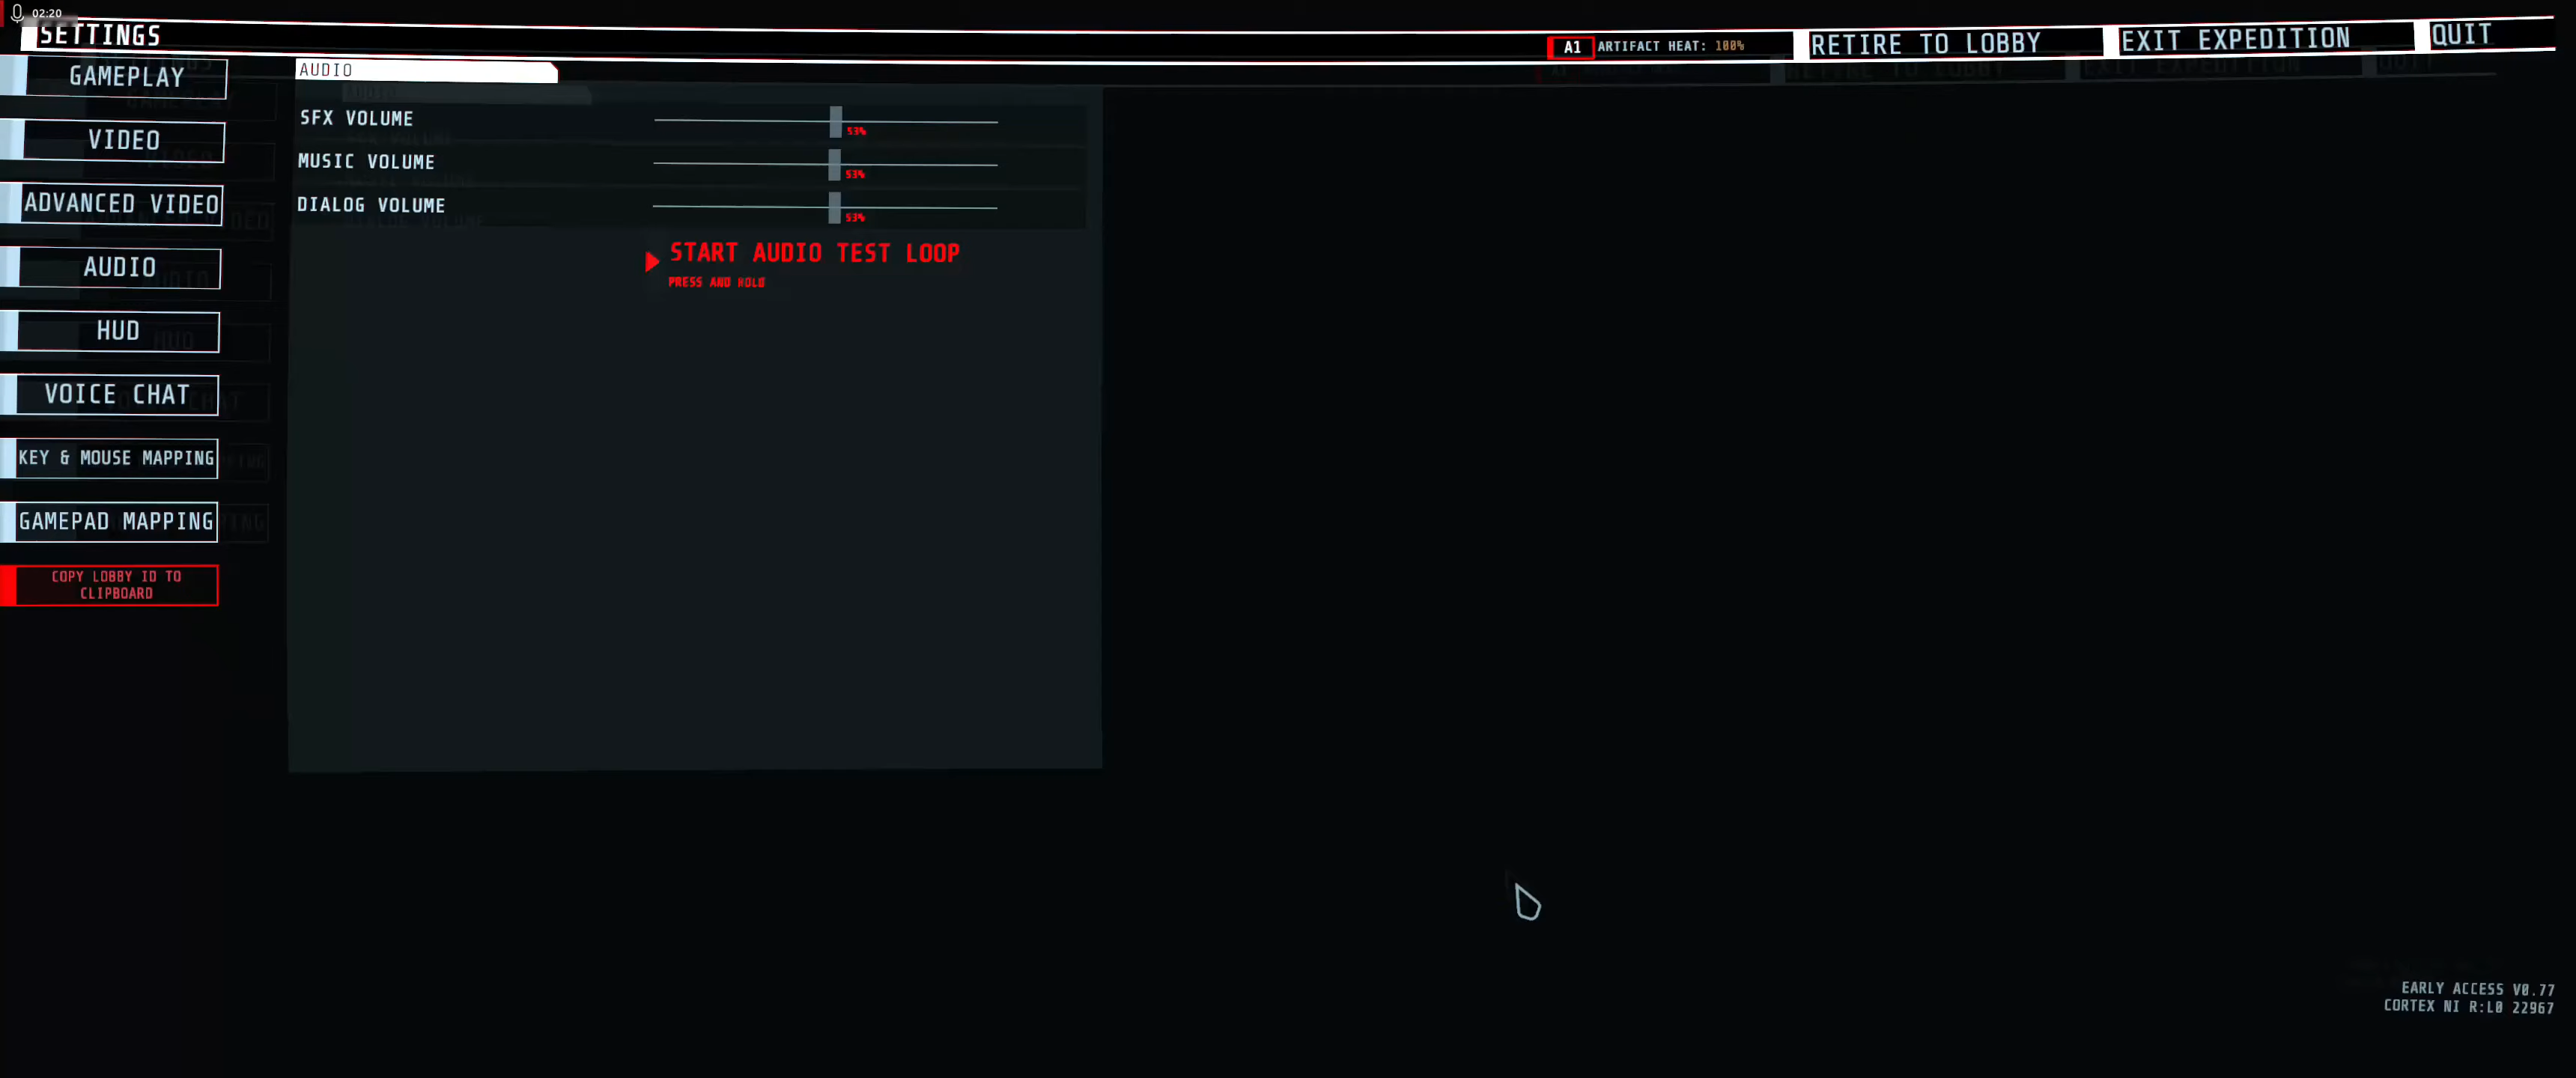 02:20
SETTINGS
A1 ARTIFACT HEAT: 100%
RETIRE TO LOBBY
EXIT EXPEDITION
QUIT
GAMEPLAY
VIDEO
ADVANCED VIDEO
AUDIO
HUD
VOICE CHAT
KEY & MOUSE MAPPING
GAMEPAD MAPPING
COPY LOBBY ID TO
CLIPBOARD
AUDIO
SFX VOLUME
53%
MUSIC VOLUME
53%
DIALOG VOLUME
53%
START AUDIO TEST LOOP
PRESS AND HOLD
EARLY ACCESS V0.77
CORTEX NI R:L0 22967